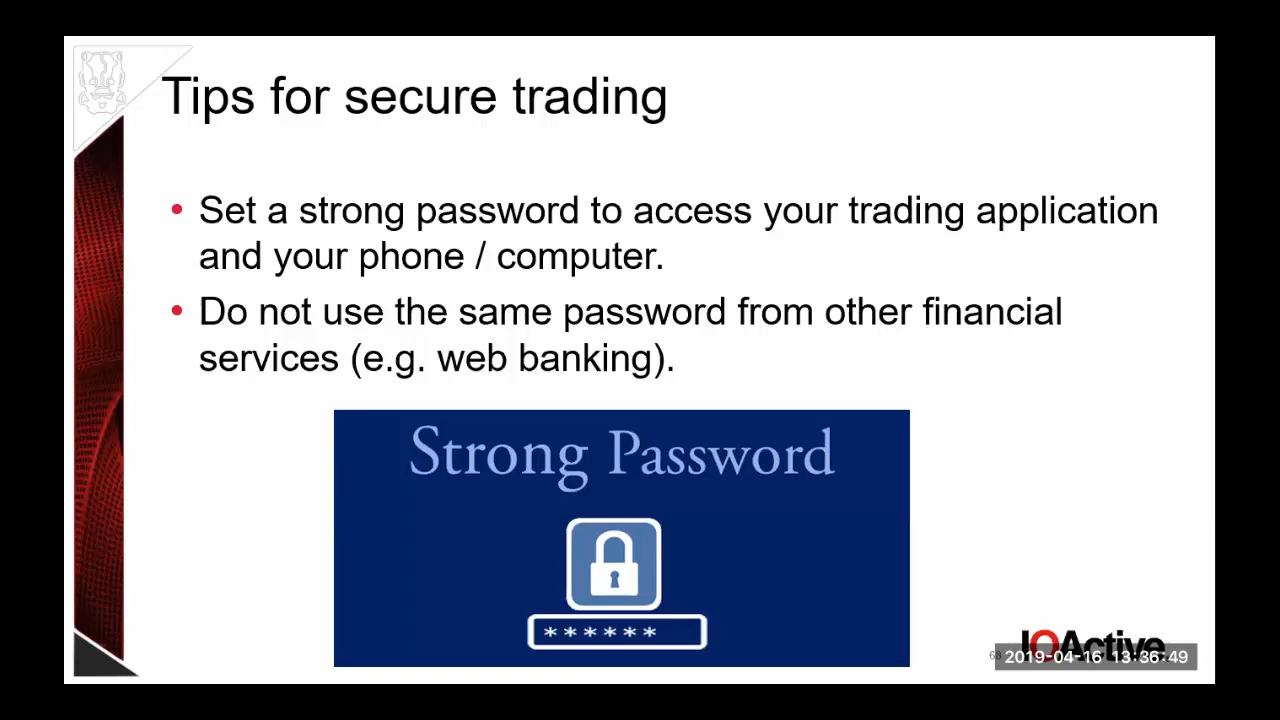 Tips for secure trading
• Set a strong password to access your trading application
and your phone / computer.
• Do not use the same password from other financial
services (e.g. web banking).
Strong Password
******
IOActive
2019-04-16 13:36:49